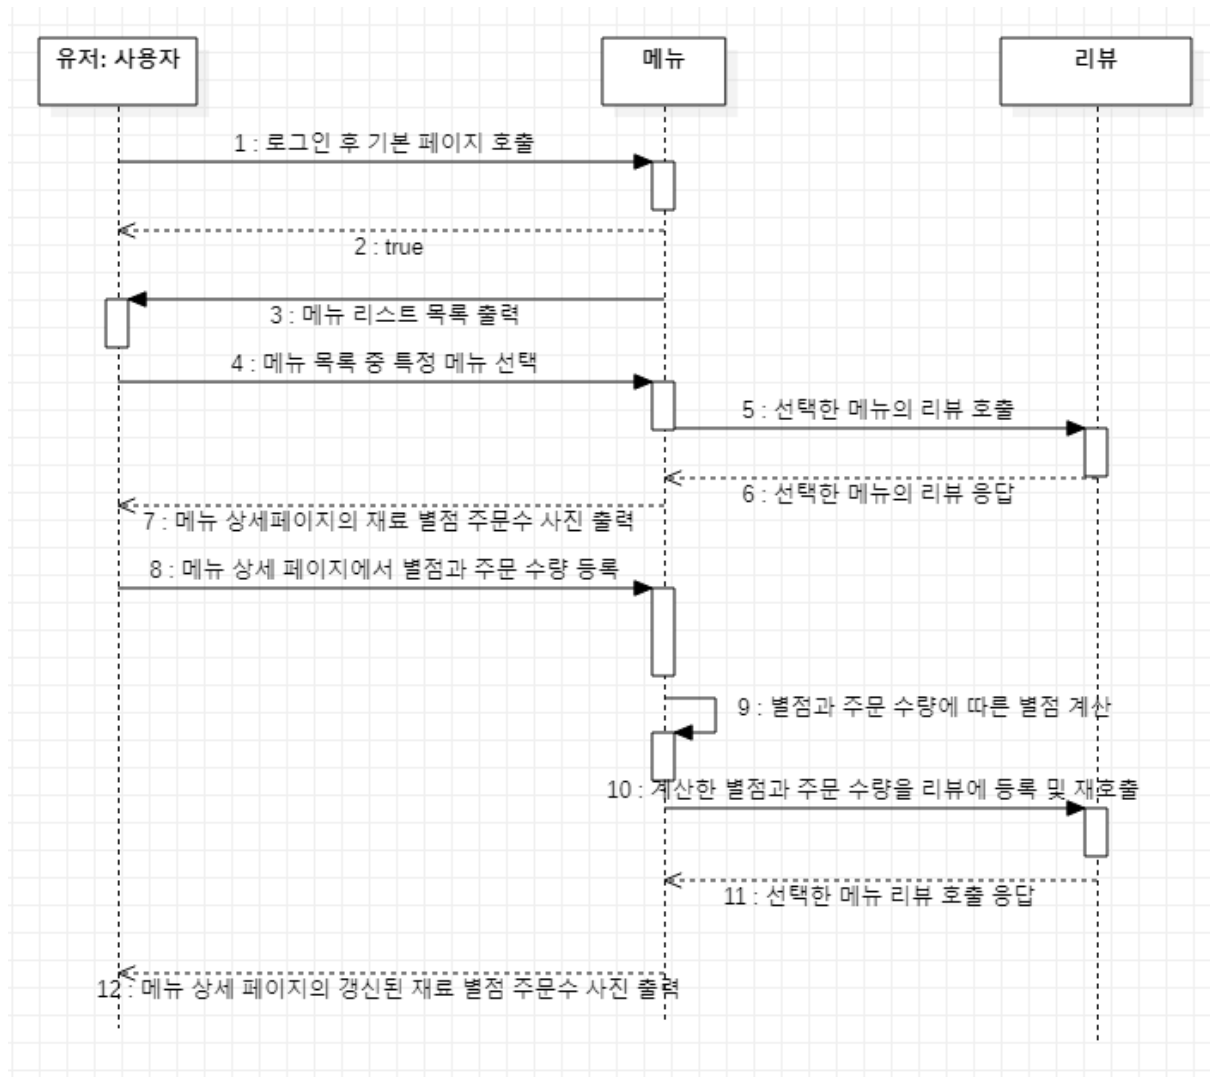 유저: 사용자
메뉴
리뷰
1 : 로그인 후 기본 페이지 호출
2 : true
3 : 메뉴 리스트 목록 출력
4 : 메뉴 목록 중 특정 메뉴 선택
5 : 선택한 메뉴의 리뷰 호출
6 : 선택한 메뉴의 리뷰 응답
7 : 메뉴 상세페이지의 재료 별점 주문수 사진 출력
8 : 메뉴 상세 페이지에서 별점과 주문 수량 등록
9 : 별점과 주문 수량에 따른 별점 계산
10 : 계산한 별점과 주문 수량을 리뷰에 등록 및 재호출
11 : 선택한 메뉴 리뷰 호출 응답
12 : 메뉴 상세 페이지의 갱신된 재료 별점 주문수 사진 출력